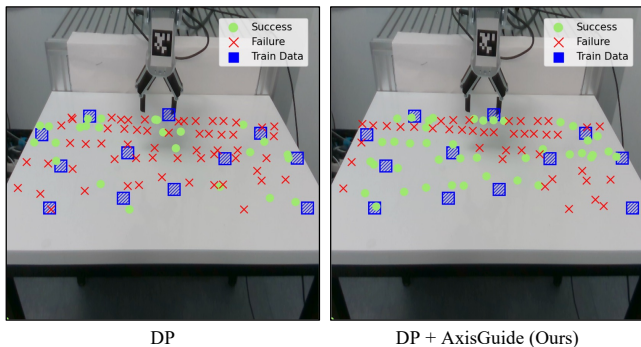 Success
Failure
Train Data
Success
Failure
Train Data
DP
DP + AxisGuide (Ours)